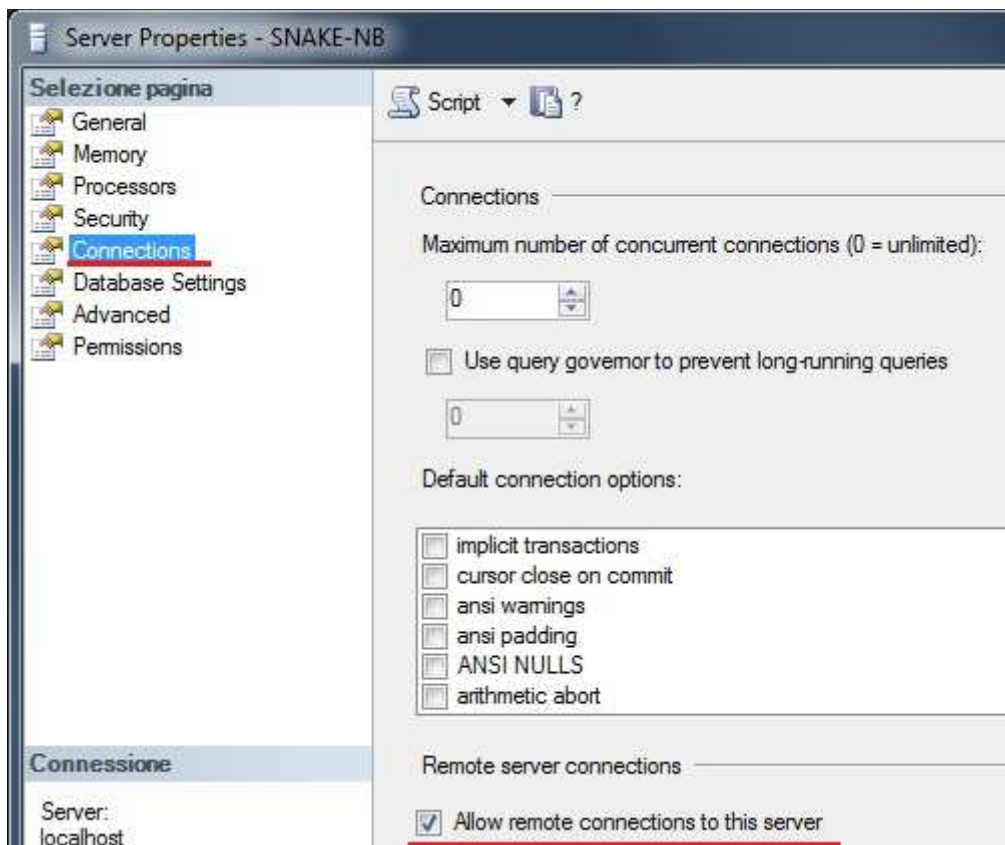 Server Properties - SNAKE-NB
Selezione pagina
General
Memory
Processors
Security
Connections
Database Settings
Advanced
Permissions
Connessione
Server:
localhost
Script ?
Connections
Maximum number of concurrent connections (0 = unlimited):
0
Use query governor to prevent long-running queries
0
Default connection options:
implicit transactions
cursor close on commit
ansi warnings
ansi padding
ANSI NULLS
arithmetic abort
Remote server connections
Allow remote connections to this server